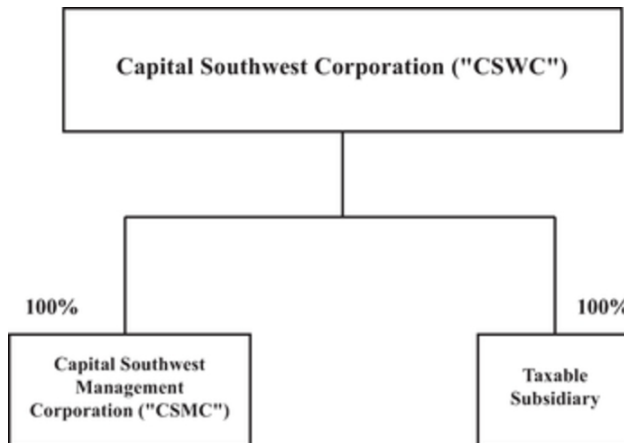 Capital Southwest Corporation ("CSWC")
100%
100%
Capital Southwest
Management
Corporation ("CSMC")
Taxable
Subsidiary